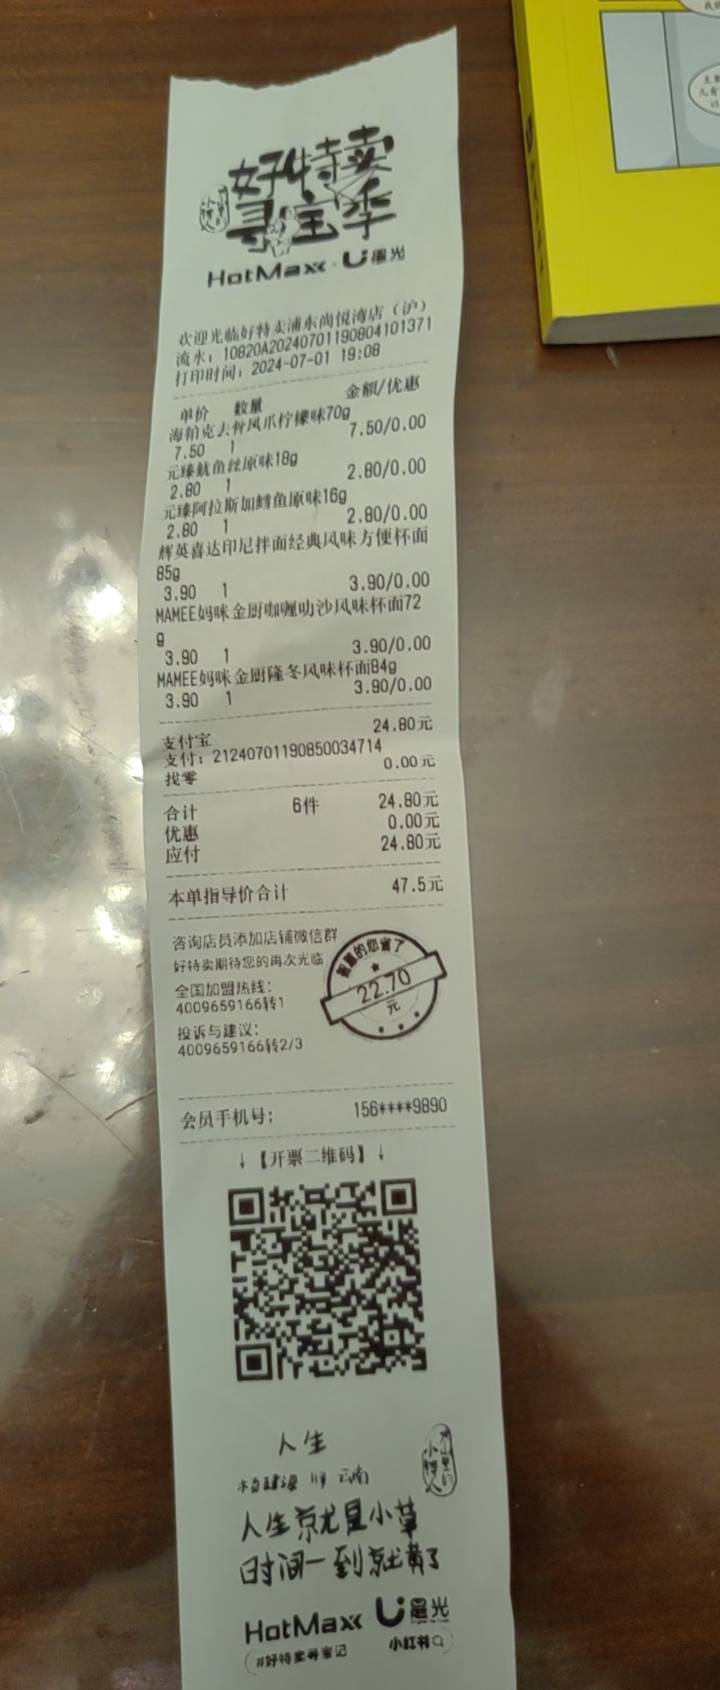 好特卖
寻宝季
HotMaxx · 晨光
欢迎光临好特卖浦东尚悦湾店（沪）
流水：10820A20240701190804101371
打印时间：2024-07-01 19:08
单价 数量 金额/优惠
海帕克去骨凤爪柠檬味70g
7.50 1 7.50/0.00
元臻鱿鱼丝原味18g
2.80 1 2.80/0.00
元臻阿拉斯加鳕鱼原味16g
2.80 1 2.80/0.00
辉英喜达印尼拌面经典风味方便杯面
85g
3.90 1 3.90/0.00
MAMEE妈咪金厨咖喱叻沙风味杯面72
g
3.90 1 3.90/0.00
MAMEE妈咪金厨隆冬风味杯面84g
3.90 1 3.90/0.00
支付宝 24.80元
支付：21240701190850034714
找零 0.00元
合计 6件 24.80元
优惠 0.00元
应付 24.80元
本单指导价合计 47.5元
咨询店员添加店铺微信群
好特卖期待您的再次光临
全国加盟热线：
4009659166转1
投诉与建议：
4009659166转2/3
智慧的您省了
22.70
元
会员手机号： 156****9890
↓【开票二维码】↓
人生
云南
人生就是小草
时间一到就黄了
HotMaxx 晨光
#好特卖寻宝记 小红书